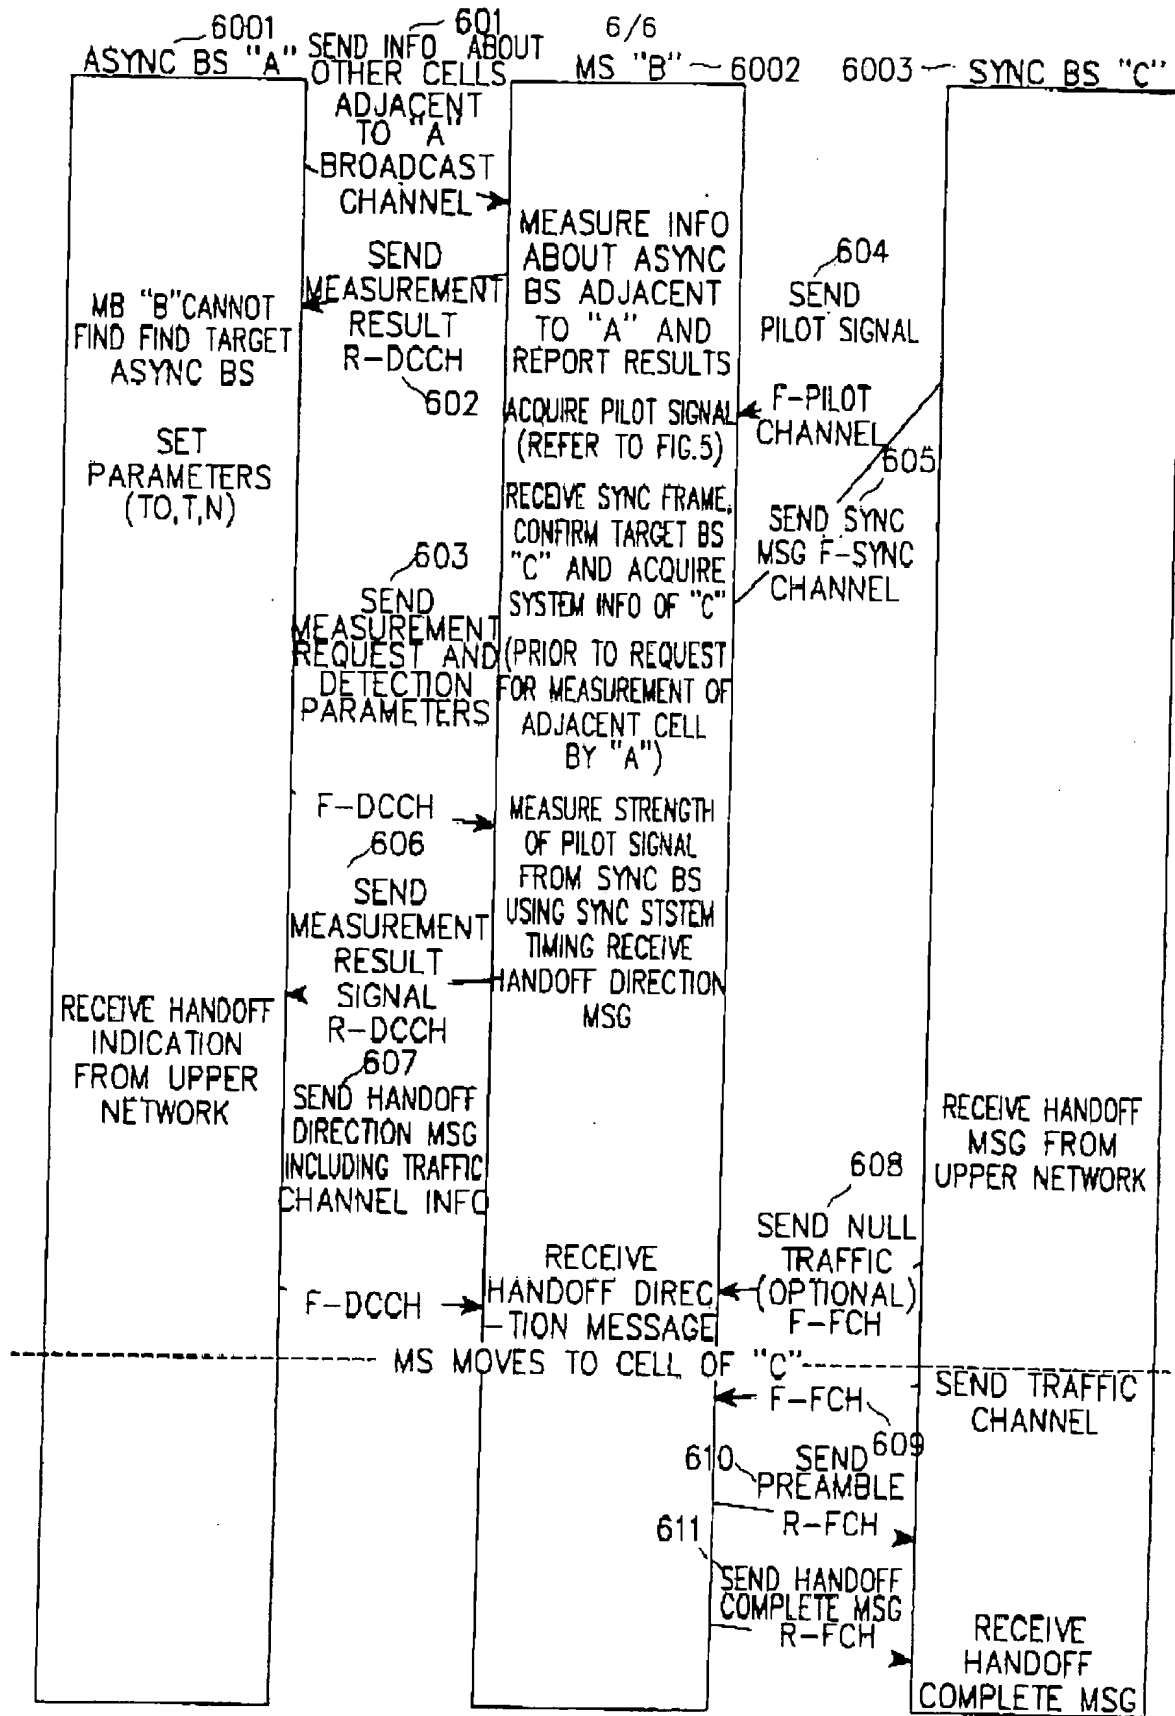 6/6
6001
ASYNC BS "A"
601
SEND INFO ABOUT
OTHER CELLS
ADJACENT
TO "A"
BROADCAST
CHANNEL
MS "B"
6002
6003
SYNC BS "C"
MEASURE INFO
ABOUT ASYNC
BS ADJACENT
TO "A" AND
REPORT RESULTS
SEND
MEASUREMENT
RESULT
R-DCCH
602
MB "B"CANNOT
FIND FIND TARGET
ASYNC BS
SET
PARAMETERS
(TO,T,N)
604
SEND
PILOT SIGNAL
F-PILOT
CHANNEL
ACQUIRE PILOT SIGNAL
(REFER TO FIG.5)
605
SEND SYNC
MSG F-SYNC
CHANNEL
RECEIVE SYNC FRAME,
CONFIRM TARGET BS
"C" AND ACQUIRE
SYSTEM INFO OF "C"
(PRIOR TO REQUEST
FOR MEASUREMENT OF
ADJACENT CELL
BY "A")
603
SEND
MEASUREMENT
REQUEST AND
DETECTION
PARAMETERS
F-DCCH
MEASURE STRENGTH
OF PILOT SIGNAL
FROM SYNC BS
USING SYNC STSTEM
TIMING RECEIVE
HANDOFF DIRECTION
MSG
606
SEND
MEASUREMENT
RESULT
SIGNAL
R-DCCH
RECEIVE HANDOFF
INDICATION
FROM UPPER
NETWORK
607
SEND HANDOFF
DIRECTION MSG
INCLUDING TRAFFIC
CHANNEL INFO
F-DCCH
RECEIVE HANDOFF
MSG FROM
UPPER NETWORK
608
SEND NULL
TRAFFIC
(OPTIONAL)
F-FCH
RECEIVE
HANDOFF DIREC
-TION MESSAGE
MS MOVES TO CELL OF "C"
F-FCH
609
SEND TRAFFIC
CHANNEL
610
SEND
PREAMBLE
R-FCH
611
SEND HANDOFF
COMPLETE MSG
R-FCH
RECEIVE
HANDOFF
COMPLETE MSG